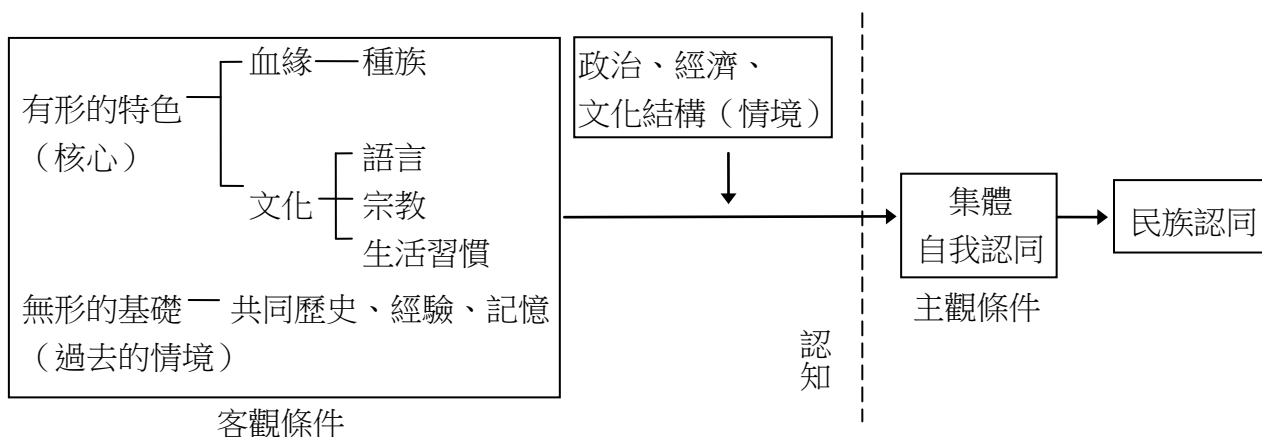 血緣
種族
有形的特色
（核心）
文化
語言
宗教
生活習慣
無形的基礎
共同歷史、經驗、記憶
（過去的情境）
客觀條件
政治、經濟、
文化結構（情境）
認知
集體
自我認同
主觀條件
民族認同